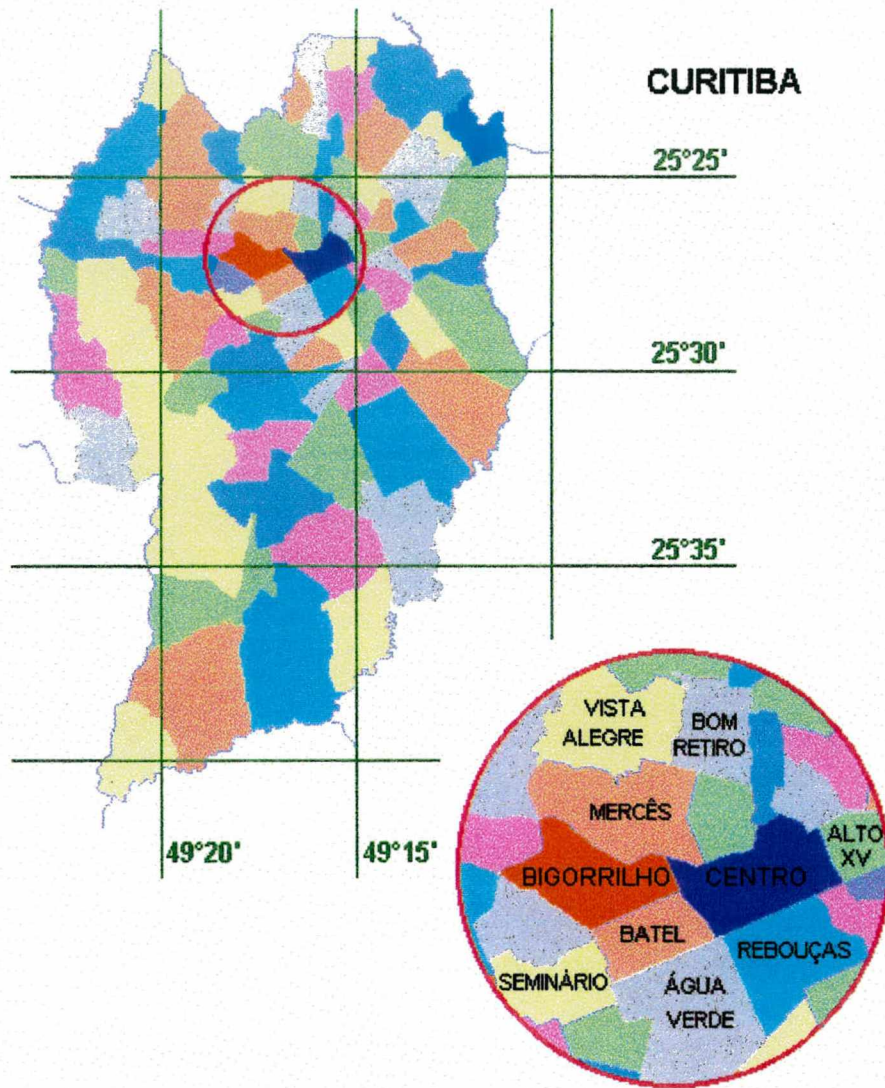 CURITIBA
25°25'
25°30'
25°35'
49°20'
49°15'
VISTA
ALEGRE
BOM
RETIRO
MERCÊS
ALTO
XV
BIGORRILHO
CENTRO
BATEL
REBOUÇAS
SEMINÁRIO
ÁGUA
VERDE